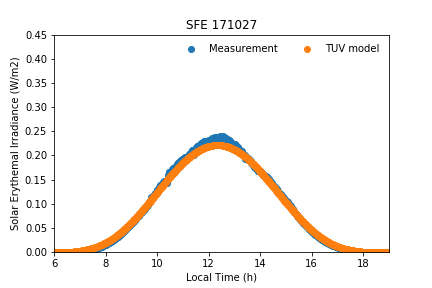 SFE 171027
Measurement
TUV model
Solar Erythemal Irradiance (W/m2)
0.45
0.40
0.35
0.30
0.25
0.20
0.15
0.10
0.05
0.00
6 8 10 12 14 16 18
Local Time (h)